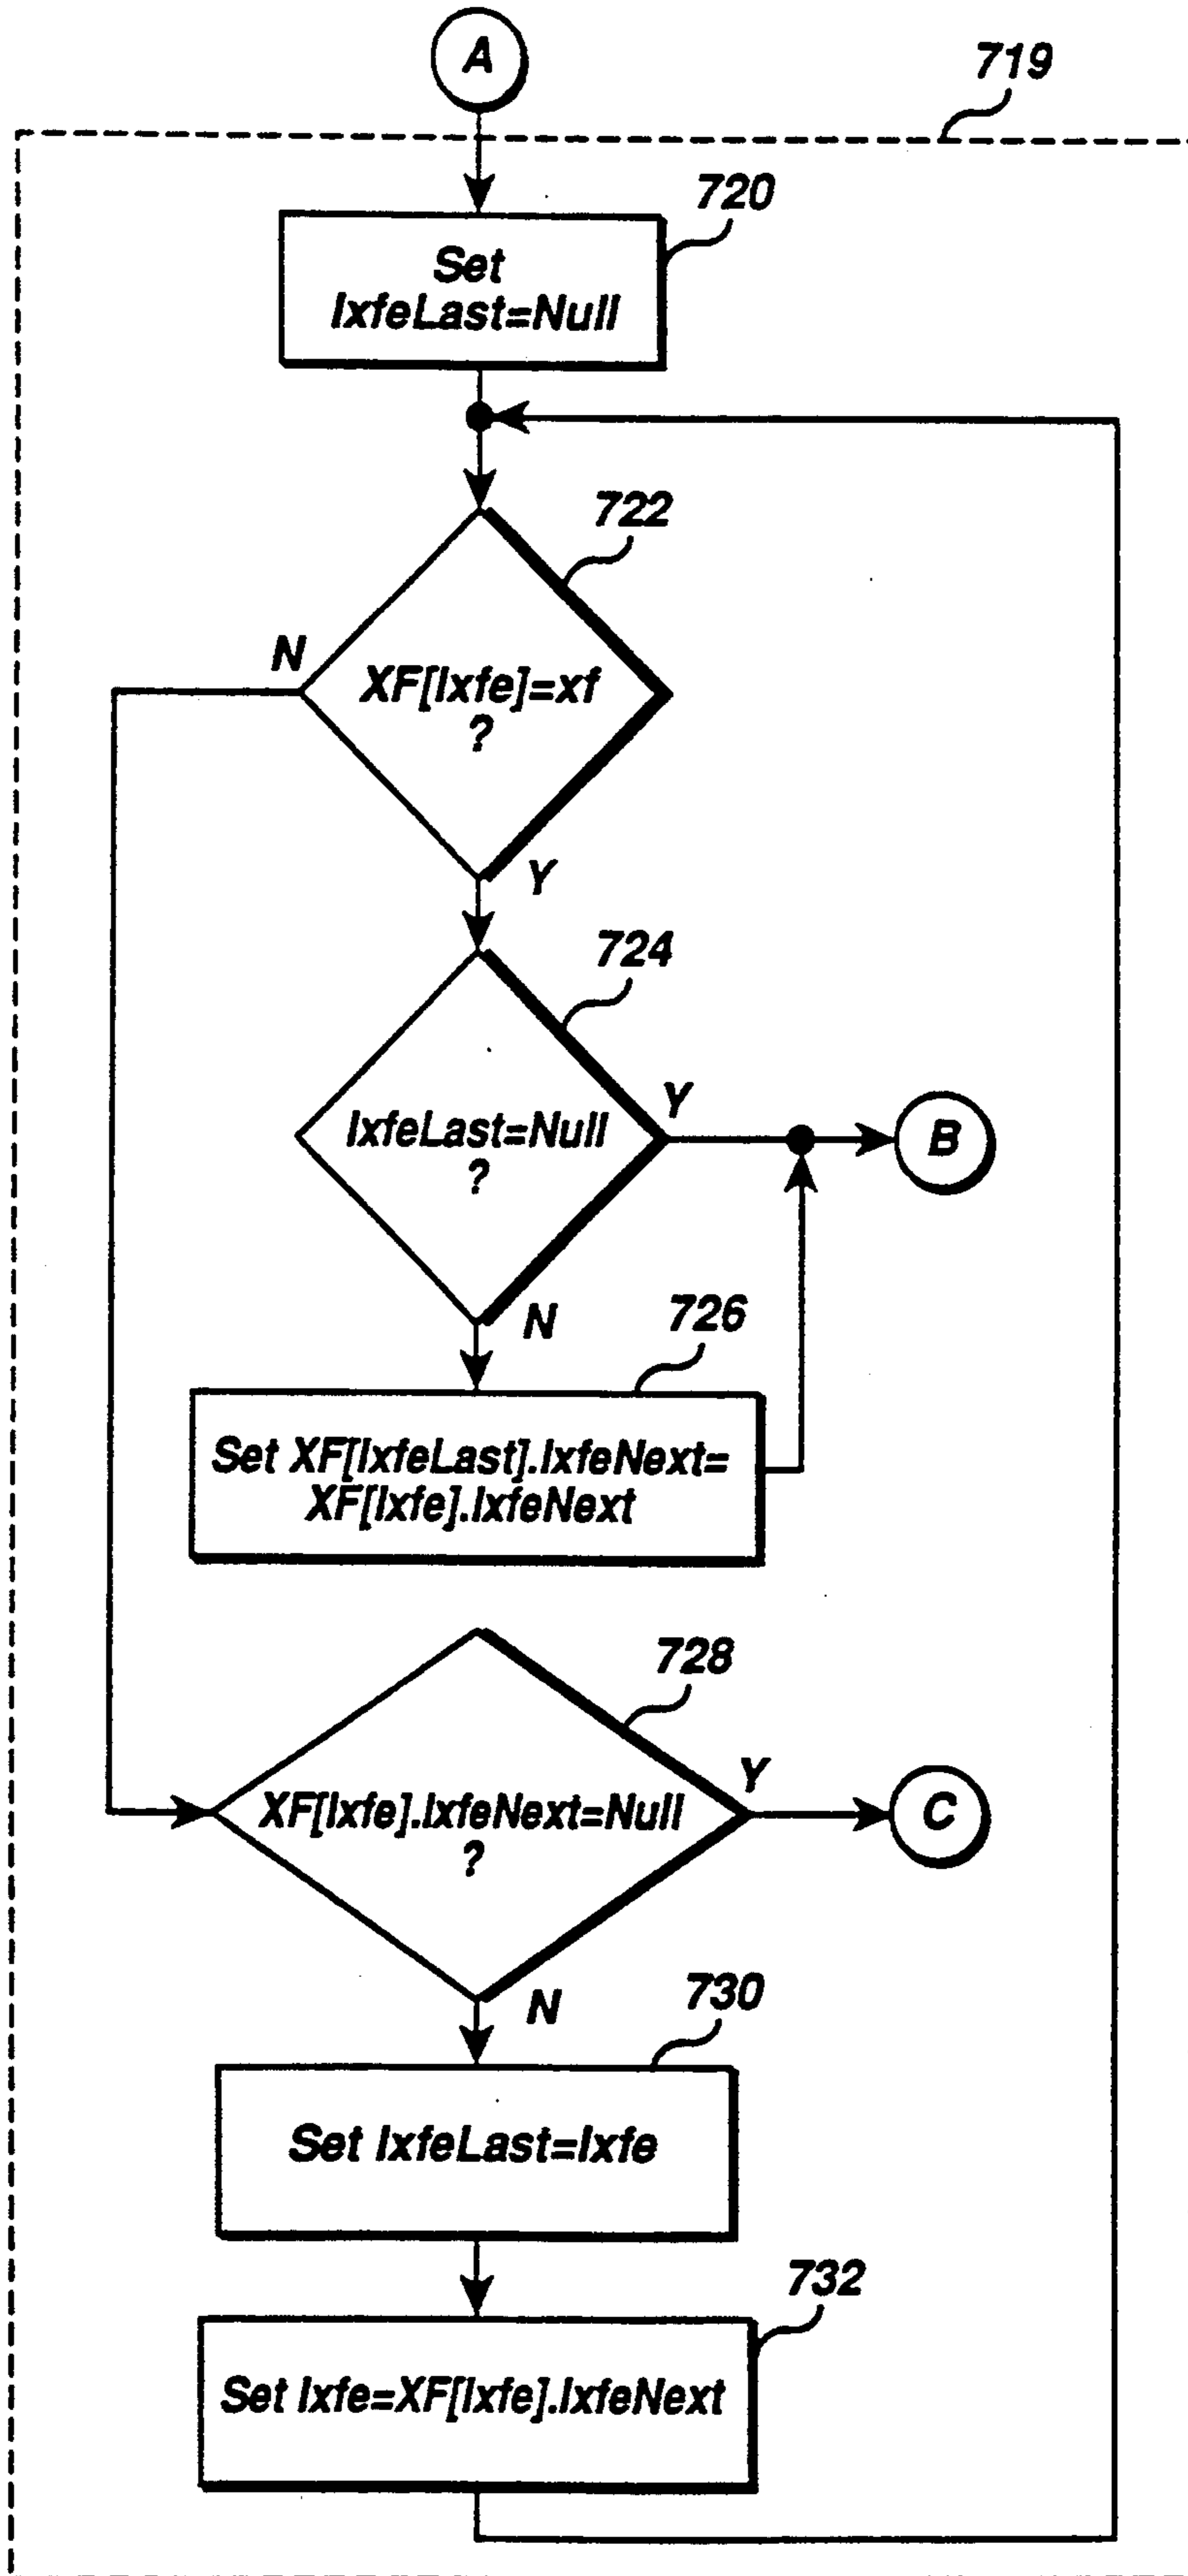 A
719
720
Set
IxfeLast=Null
722
N
XF[Ixfe]=xf
?
Y
724
Y
IxfeLast=Null
?
B
N
726
Set XF[IxfeLast].IxfeNext=
XF[Ixfe].IxfeNext
728
Y
XF[Ixfe].IxfeNext=Null
?
C
N
730
Set IxfeLast=Ixfe
732
Set Ixfe=XF[Ixfe].IxfeNext